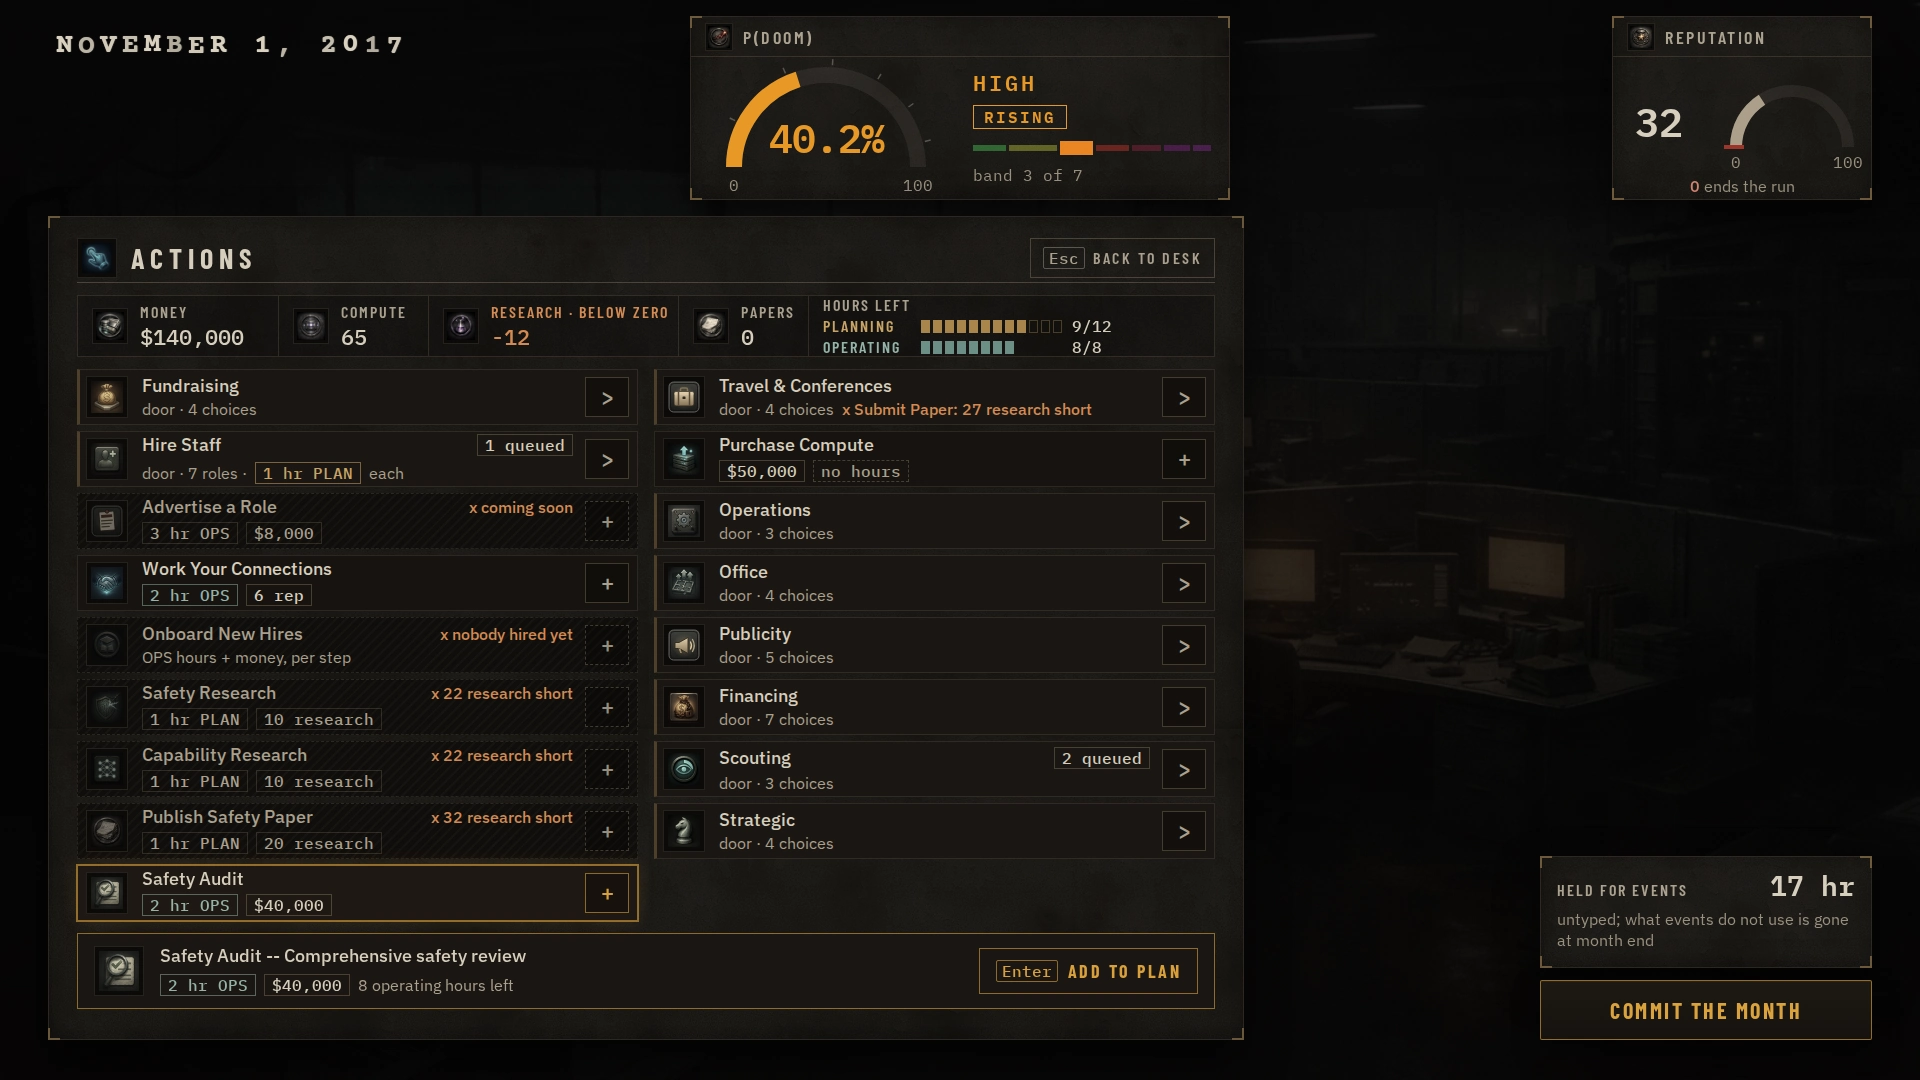 NOVEMBER 1, 2017
P(DOOM)
40.2%
0
100
HIGH
RISING
band 3 of 7
REPUTATION
32
0
100
0 ends the run
ACTIONS
Esc BACK TO DESK
MONEY
$140,000
COMPUTE
65
RESEARCH · BELOW ZERO
-12
PAPERS
0
HOURS LEFT
PLANNING 9/12
OPERATING 8/8
Fundraising
door · 4 choices
>
Hire Staff
1 queued
door · 7 roles · 1 hr PLAN each
>
Advertise a Role
x coming soon
3 hr OPS $8,000
+
Work Your Connections
2 hr OPS 6 rep
+
Onboard New Hires
x nobody hired yet
OPS hours + money, per step
+
Safety Research
x 22 research short
1 hr PLAN 10 research
+
Capability Research
x 22 research short
1 hr PLAN 10 research
+
Publish Safety Paper
x 32 research short
1 hr PLAN 20 research
+
Safety Audit
2 hr OPS $40,000
+
Travel & Conferences
door · 4 choices x Submit Paper: 27 research short
>
Purchase Compute
$50,000 no hours
+
Operations
door · 3 choices
>
Office
door · 4 choices
>
Publicity
door · 5 choices
>
Financing
door · 7 choices
>
Scouting
2 queued
door · 3 choices
>
Strategic
door · 4 choices
>
Safety Audit -- Comprehensive safety review
2 hr OPS $40,000 8 operating hours left
Enter ADD TO PLAN
HELD FOR EVENTS 17 hr
untyped; what events do not use is gone
at month end
COMMIT THE MONTH